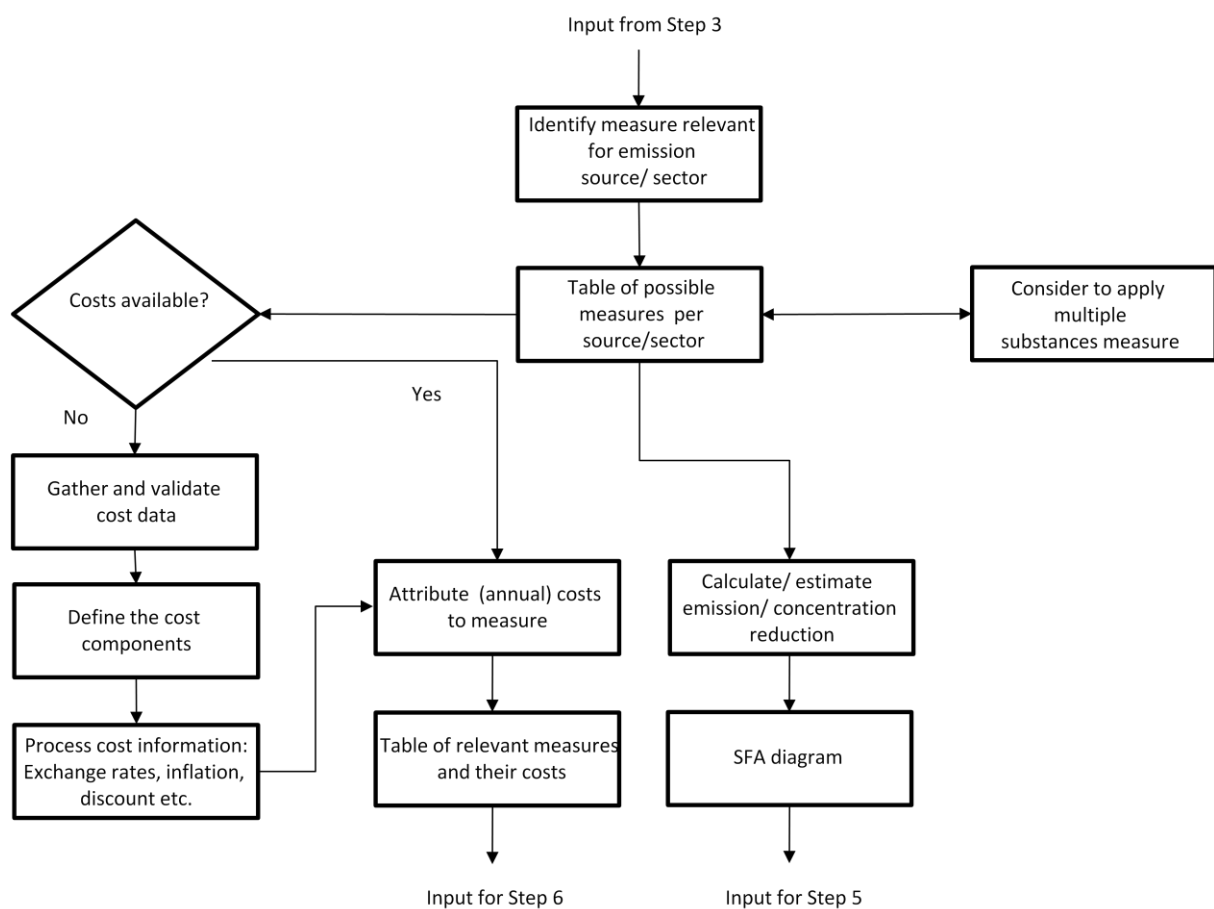 Input from Step 3
Identify measure relevant
for emission
source/ sector
Costs available?
Table of possible
measures per
source/sector
Consider to apply
multiple
substances measure
Yes
No
Gather and validate
cost data
Define the cost
components
Attribute (annual) costs
to measure
Calculate/ estimate
emission/ concentration
reduction
Process cost information:
Exchange rates, inflation,
discount etc.
Table of relevant measures
and their costs
SFA diagram
Input for Step 6
Input for Step 5